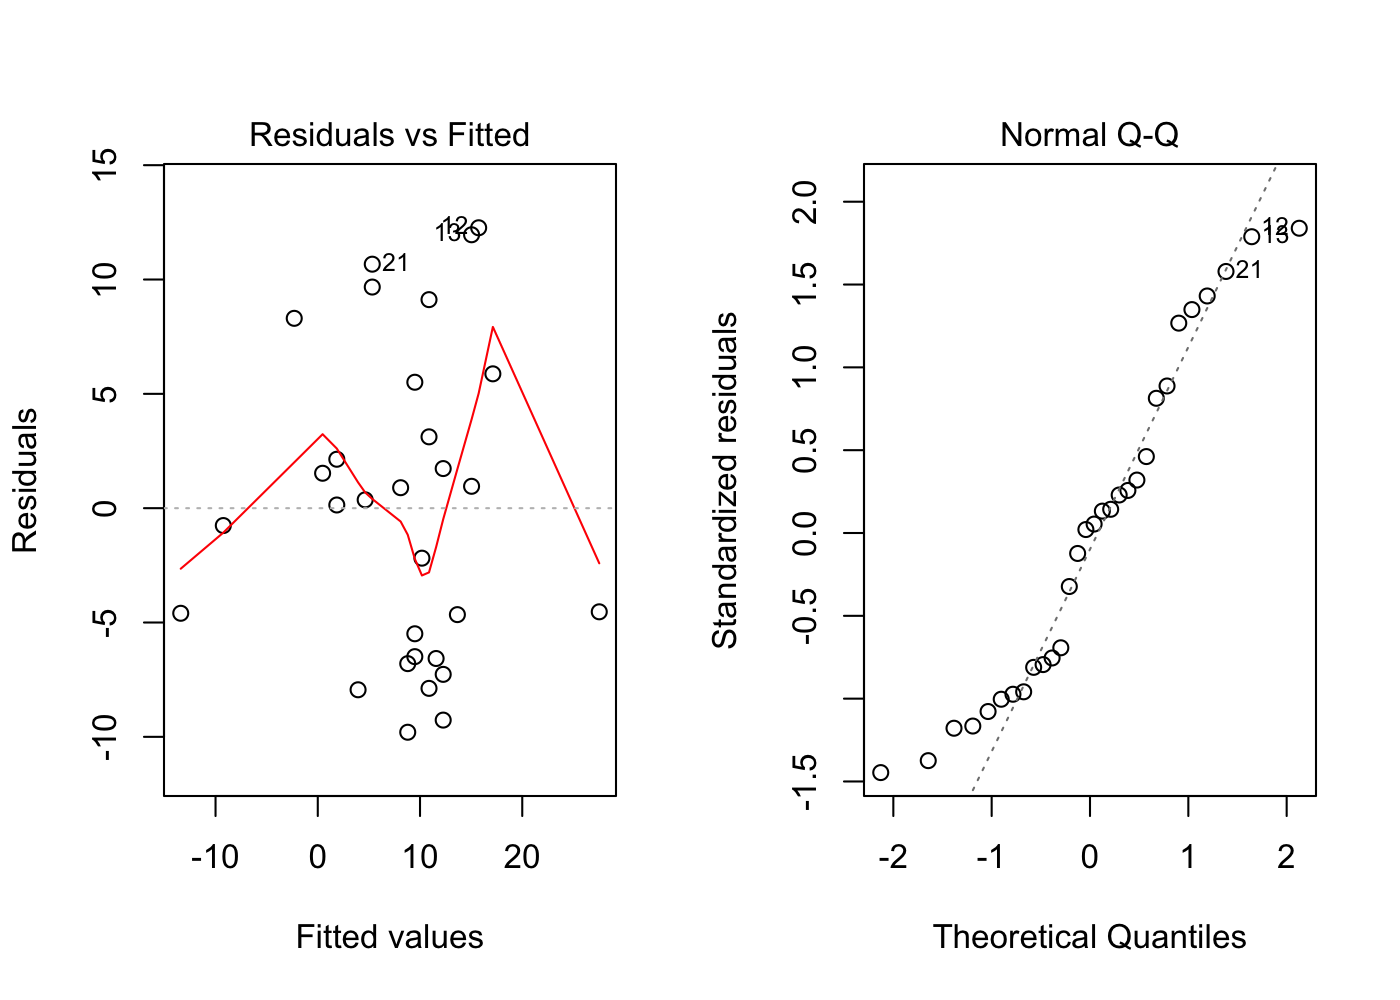 Residuals vs Fitted
15
10
5
0
-5
-10
Residuals
12
13
21
-10 0 10 20
Fitted values
Normal Q-Q
2.0
1.5
1.0
0.5
0.0
-0.5
-1.5
Standardized residuals
12
13
21
-2 -1 0 1 2
Theoretical Quantiles